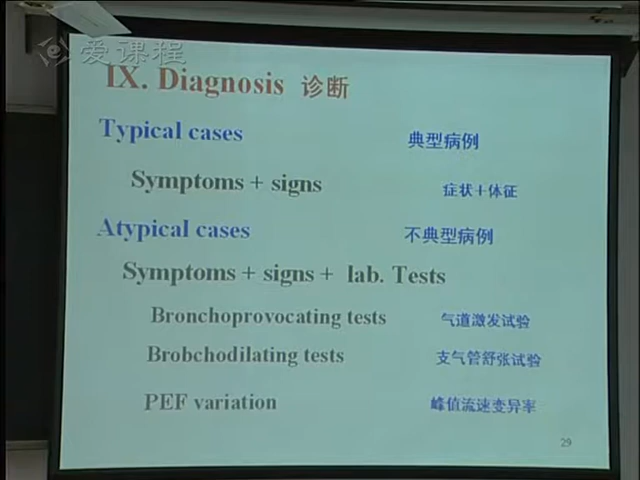 爱课程
IX. Diagnosis 诊断
Typical cases 典型病例
Symptoms + signs 症状+体征
Atypical cases 不典型病例
Symptoms + signs + lab. Tests
Bronchoprovocating tests 气道激发试验
Brobchodilating tests 支气管舒张试验
PEF variation 峰值流速变异率
29